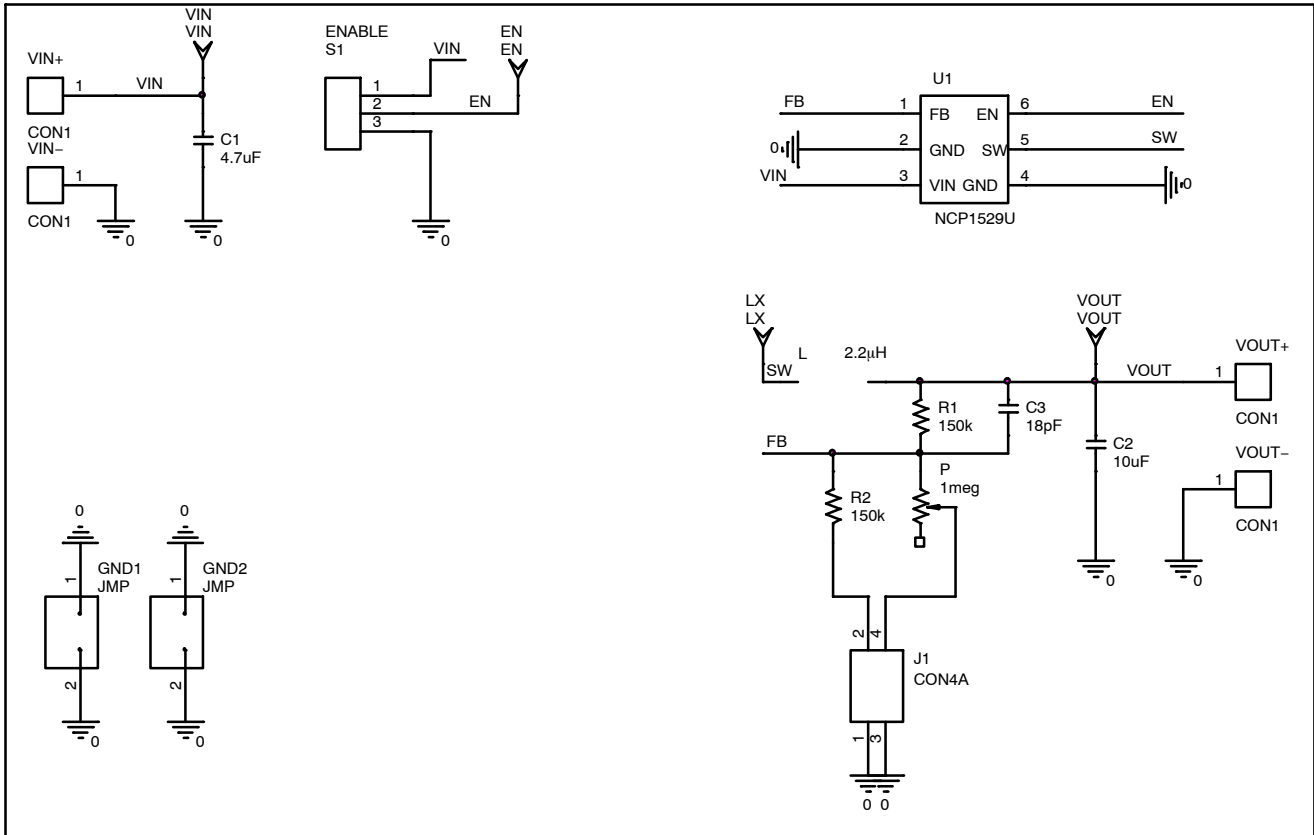 VIN
VIN
VIN+
1
VIN
CON1
C1
4.7uF
VIN−
1
CON1
0
0
ENABLE
S1
VIN
EN
EN
1
2
EN
3
0
U1
FB
1
FB
EN
6
EN
0
2
GND
SW
5
SW
VIN
3
VIN
GND
4
0
NCP1529U
LX
LX
SW
L
2.2µH
VOUT
VOUT
VOUT
1
VOUT+
CON1
R1
150k
C3
18pF
FB
C2
10uF
VOUT−
1
CON1
P
1meg
R2
150k
0
0
2
4
J1
CON4A
1
3
0
0
0
1
GND1
JMP
2
0
0
1
GND2
JMP
2
0